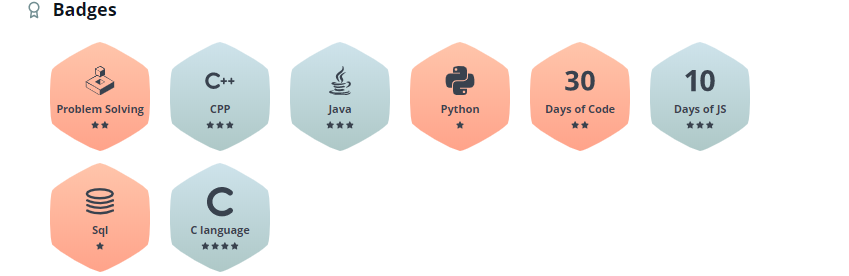 Badges
C++
30
10
Problem Solving
CPP
Java
Python
Days of Code
Days of JS
C
Sql
C language